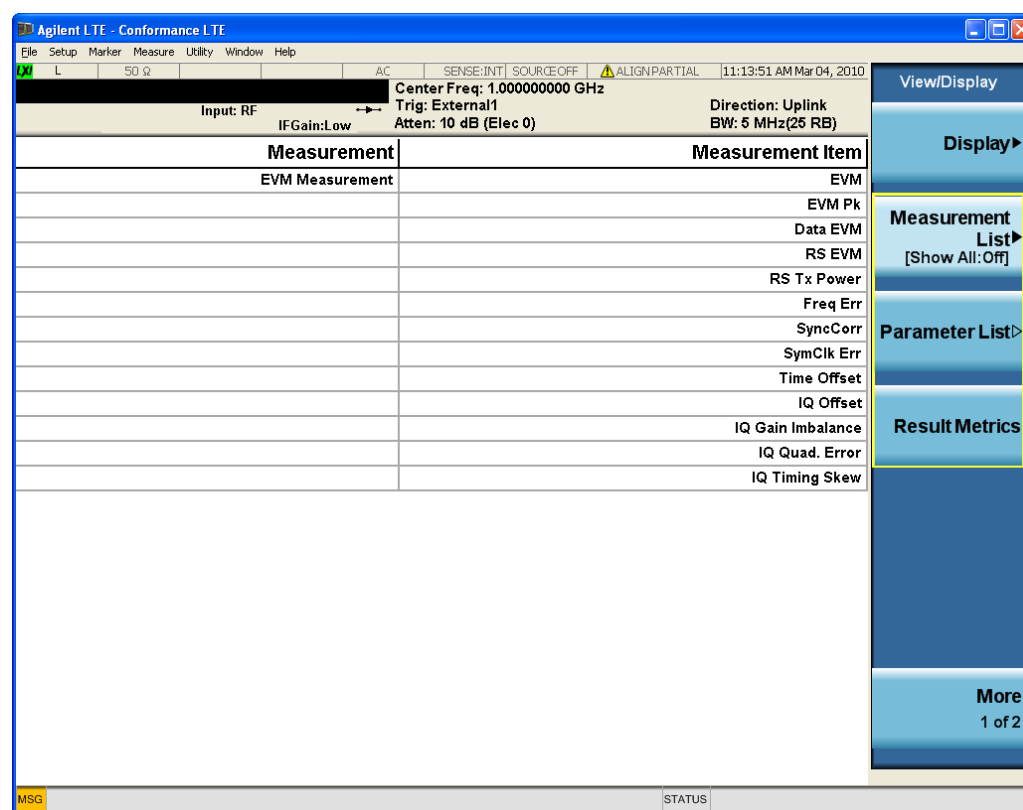 Agilent LTE - Conformance LTE
File Setup Marker Measure Utility Window Help
LXI L 50 Ω AC SENSE:INT SOURCE OFF ALIGN PARTIAL 11:13:51 AM Mar 04, 2010
Center Freq: 1.000000000 GHz
Input: RF Trig: External1 Direction: Uplink
IFGain:Low Atten: 10 dB (Elec 0) BW: 5 MHz(25 RB)
Measurement Measurement Item
EVM Measurement EVM
EVM Pk
Data EVM
RS EVM
RS Tx Power
Freq Err
SyncCorr
SymClk Err
Time Offset
IQ Offset
IQ Gain Imbalance
IQ Quad. Error
IQ Timing Skew
View/Display
Display
Measurement
List
[Show All:Off]
Parameter List
Result Metrics
More
1 of 2
MSG STATUS